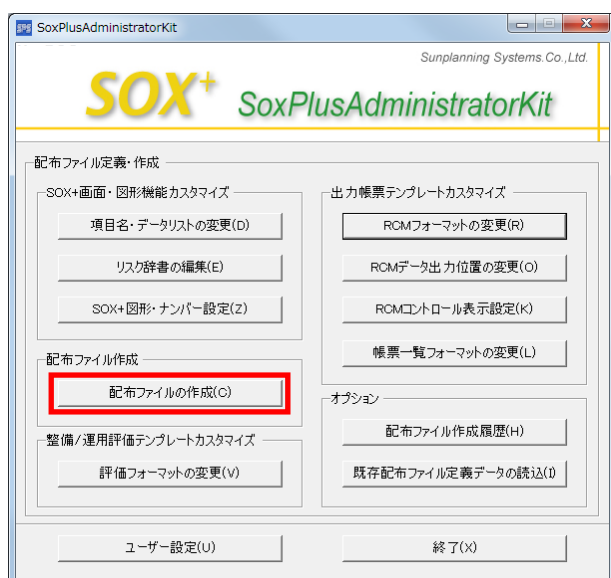 SPS SoxPlusAdministratorKit
Sunplanning Systems.Co.,Ltd.
SOX+ SoxPlusAdministratorKit
配布ファイル定義・作成
SOX+画面・図形機能カスタマイズ
項目名・データリストの変更(D)
リスク辞書の編集(E)
SOX+図形・ナンバー設定(Z)
配布ファイル作成
配布ファイルの作成(C)
整備/運用評価テンプレートカスタマイズ
評価フォーマットの変更(V)
出力帳票テンプレートカスタマイズ
RCMフォーマットの変更(R)
RCMデータ出力位置の変更(O)
RCMコントロール表示設定(K)
帳票一覧フォーマットの変更(L)
オプション
配布ファイル作成履歴(H)
既存配布ファイル定義データの読込(I)
ユーザー設定(U)
終了(X)